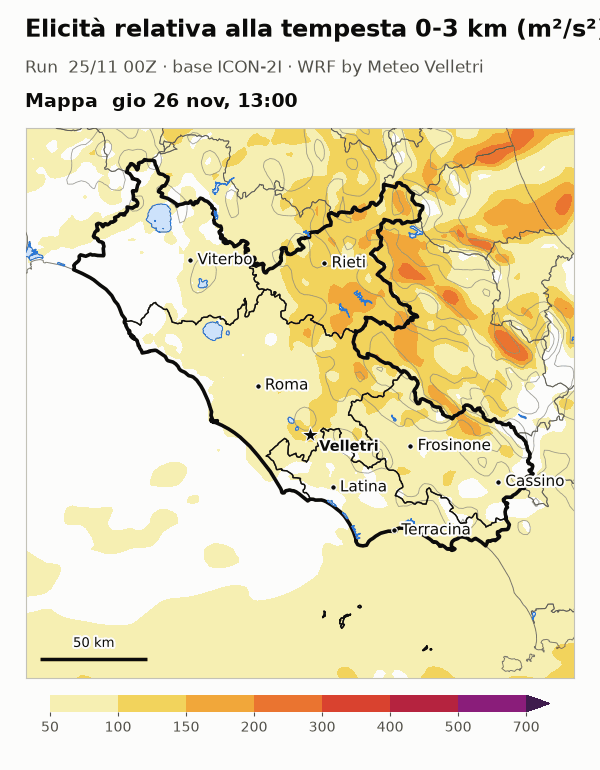 Elicità relativa alla tempesta 0-3 km (m²/s²)
Run 25/11 00Z · base ICON-2I · WRF by Meteo Velletri
Mappa gio 26 nov, 13:00
Viterbo
Rieti
Roma
Velletri
Frosinone
Latina
Cassino
Terracina
50 km
50 100 150 200 300 400 500 700